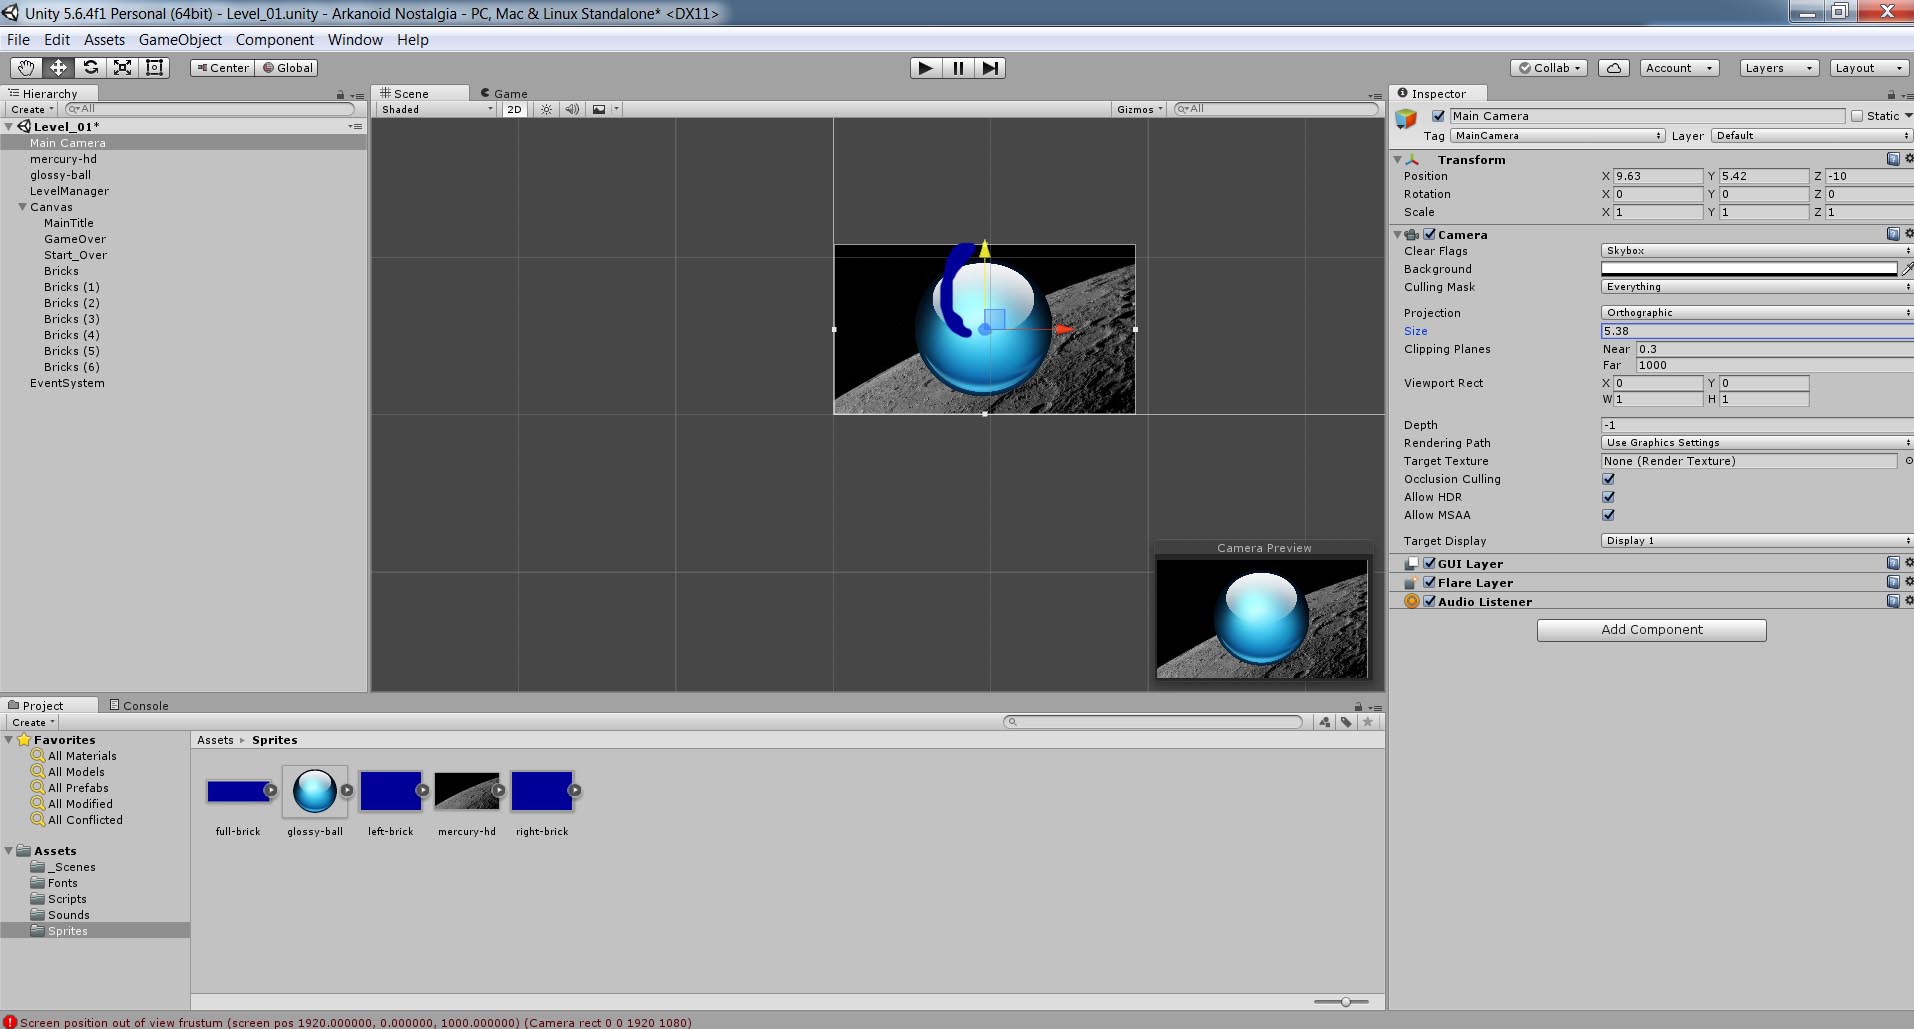 Unity 5.6.4f1 Personal (64bit) - Level_01.unity - Arkanoid Nostalgia - PC, Mac & Linux Standalone* <DX11>
File Edit Assets GameObject Component Window Help
Center Global Collab Account Layers Layout
Hierarchy
Create All
Level_01*
Main Camera
mercury-hd
glossy-ball
LevelManager
Canvas
MainTitle
GameOver
Start_Over
Bricks
Bricks (1)
Bricks (2)
Bricks (3)
Bricks (4)
Bricks (5)
Bricks (6)
EventSystem
Scene Game
Shaded 2D Gizmos All
Camera Preview
Inspector
Main Camera Static
Tag MainCamera Layer Default
Transform
Position X 9.63 Y 5.42 Z -10
Rotation X 0 Y 0 Z 0
Scale X 1 Y 1 Z 1
Camera
Clear Flags Skybox
Background
Culling Mask Everything
Projection Orthographic
Size 5.38
Clipping Planes Near 0.3
Far 1000
Viewport Rect X 0 Y 0
W 1 H 1
Depth -1
Rendering Path Use Graphics Settings
Target Texture None (Render Texture)
Occlusion Culling
Allow HDR
Allow MSAA
Target Display Display 1
GUI Layer
Flare Layer
Audio Listener
Add Component
Project Console
Create
Favorites
All Materials
All Models
All Prefabs
All Modified
All Conflicted
Assets
_Scenes
Fonts
Scripts
Sounds
Sprites
Assets Sprites
full-brick glossy-ball left-brick mercury-hd right-brick
Screen position out of view frustum (screen pos 1920.000000, 0.000000, 1000.000000) (Camera rect 0 0 1920 1080)